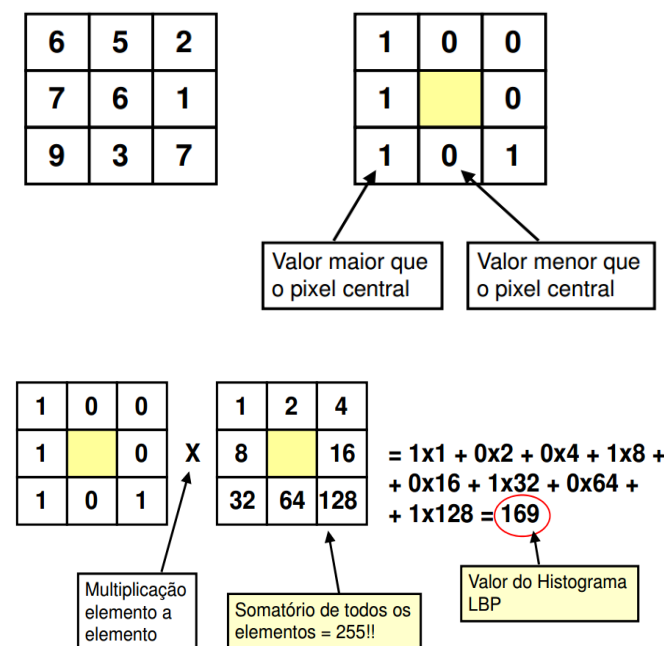 6 5 2
7 6 1
9 3 7
1 0 0
1 0
1 0 1
Valor maior que
o pixel central
Valor menor que
o pixel central
1 0 0
1 0
1 0 1
X
1 2 4
8 16
32 64 128
= 1x1 + 0x2 + 0x4 + 1x8 +
+ 0x16 + 1x32 + 0x64 +
+ 1x128 = 169
Multiplicação
elemento a
elemento
Somatório de todos os
elementos = 255!!
Valor do Histograma
LBP